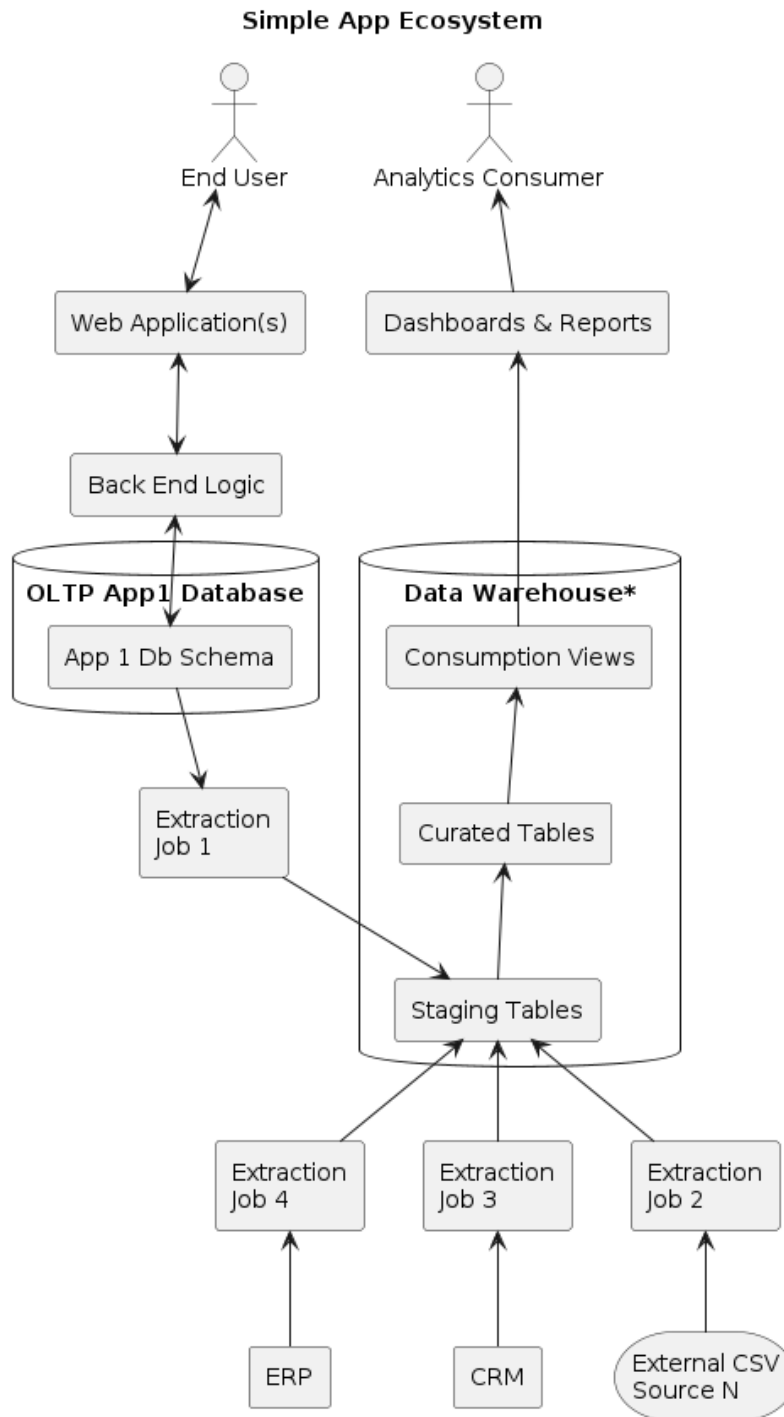 Simple App Ecosystem
End User
Analytics Consumer
Web Application(s)
Dashboards & Reports
Back End Logic
OLTP App1 Database
Data Warehouse*
App 1 Db Schema
Consumption Views
Extraction
Job 1
Curated Tables
Staging Tables
Extraction
Job 4
Extraction
Job 3
Extraction
Job 2
ERP
CRM
External CSV
Source N